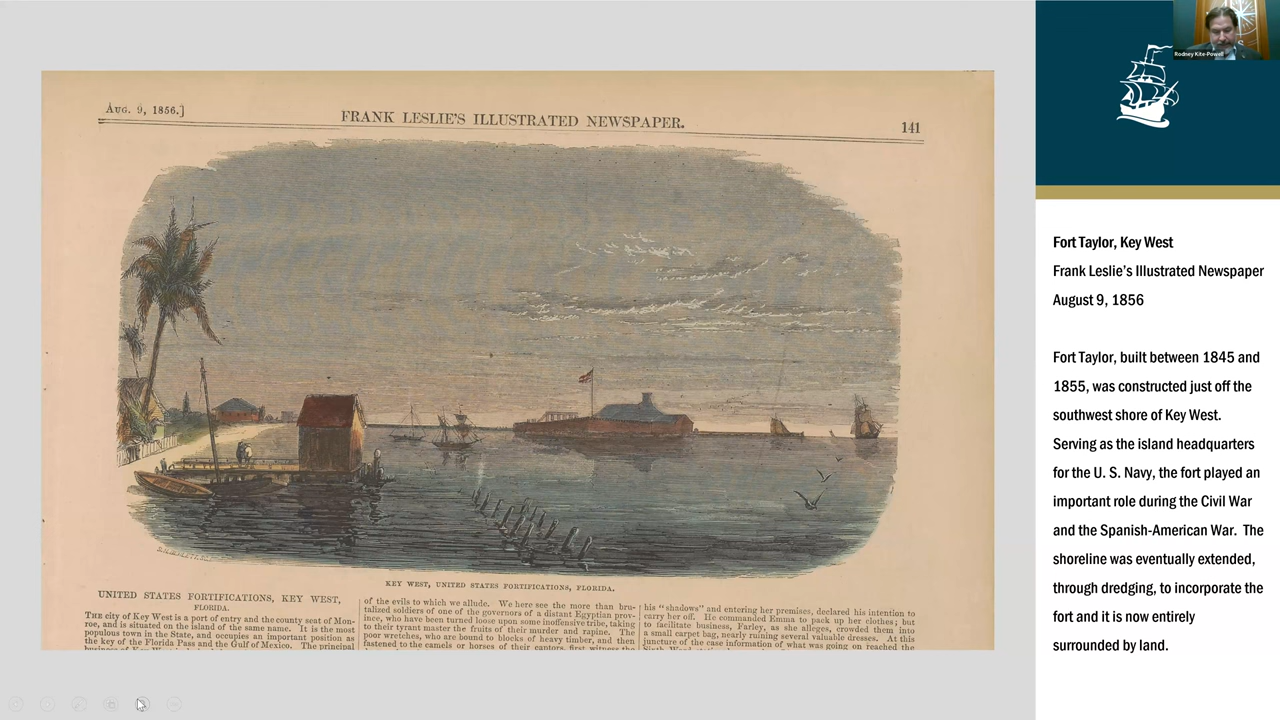 Rodney Kite-Powell
AUG. 9, 1856.]
FRANK LESLIE'S ILLUSTRATED NEWSPAPER.
141
KEY WEST, UNITED STATES FORTIFICATIONS, FLORIDA.
UNITED STATES FORTIFICATIONS, KEY WEST,
FLORIDA.
THE city of Key West is a port of entry and the county seat of Mon-
roe, and is situated on the island of the same name. It is the most
populous town in the State, and occupies an important position as
the key of the Florida Pass and the Gulf of Mexico. The principal
of the evils to which we allude. We here see the more than bru-
talized soldiers of one of the governors of a distant Egyptian prov-
ince, who have been turned loose upon some inoffensive tribe, taking
to their tyrant master the fruits of their murder and rapine. The
poor wretches, who are bound to blocks of heavy timber, and then
fastened to the camels or horses of their captors, first witness the
his "shadows" and entering her premises, declared his intention to
carry her off. He commanded Emma to pack up her clothes; but
to facilitate business, Farley, as she alleges, crowded them into
a small carpet bag, nearly ruining several valuable dresses. At this
juncture of the case information of what was going on reached the
Fort Taylor, Key West
Frank Leslie's Illustrated Newspaper
August 9, 1856
Fort Taylor, built between 1845 and
1855, was constructed just off the
southwest shore of Key West.
Serving as the island headquarters
for the U. S. Navy, the fort played an
important role during the Civil War
and the Spanish-American War. The
shoreline was eventually extended,
through dredging, to incorporate the
fort and it is now entirely
surrounded by land.